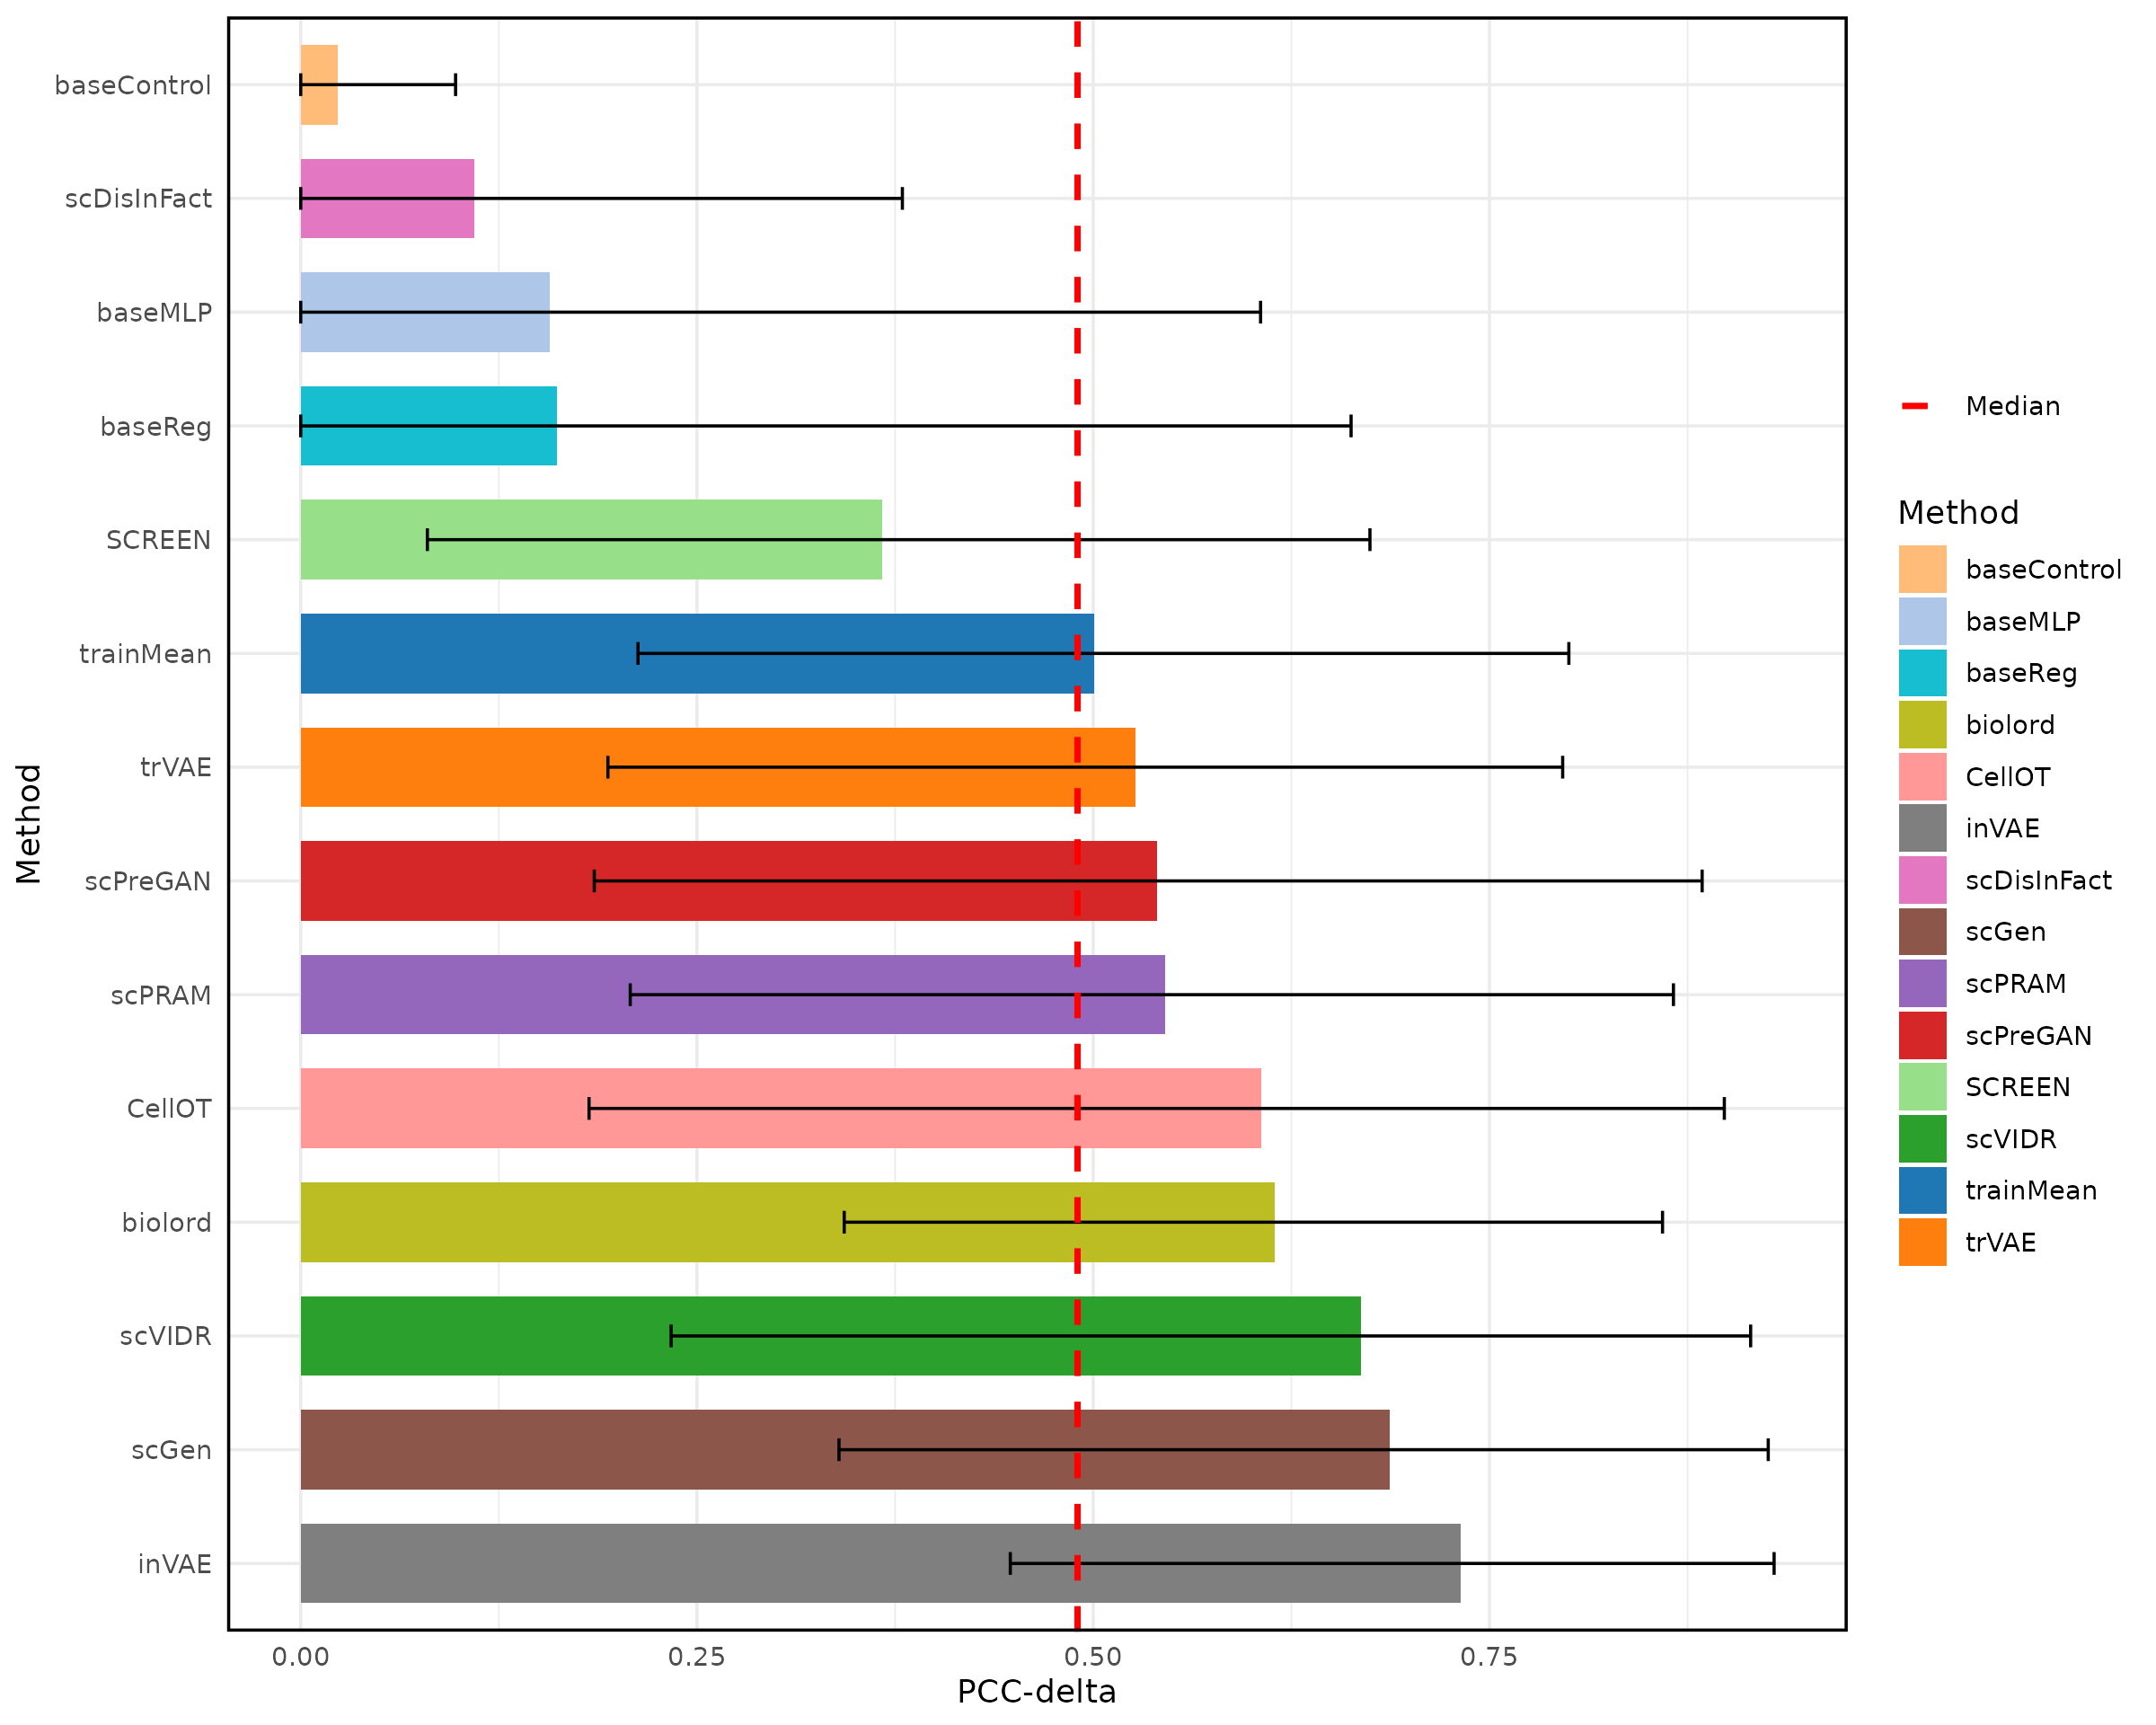 baseControl
scDisInFact
baseMLP
baseReg
SCREEN
trainMean
trVAE
scPreGAN
scPRAM
CellOT
biolord
scVIDR
scGen
inVAE
Method
0.00 0.25 0.50 0.75
PCC-delta
Median
Method
baseControl
baseMLP
baseReg
biolord
CellOT
inVAE
scDisInFact
scGen
scPRAM
scPreGAN
SCREEN
scVIDR
trainMean
trVAE